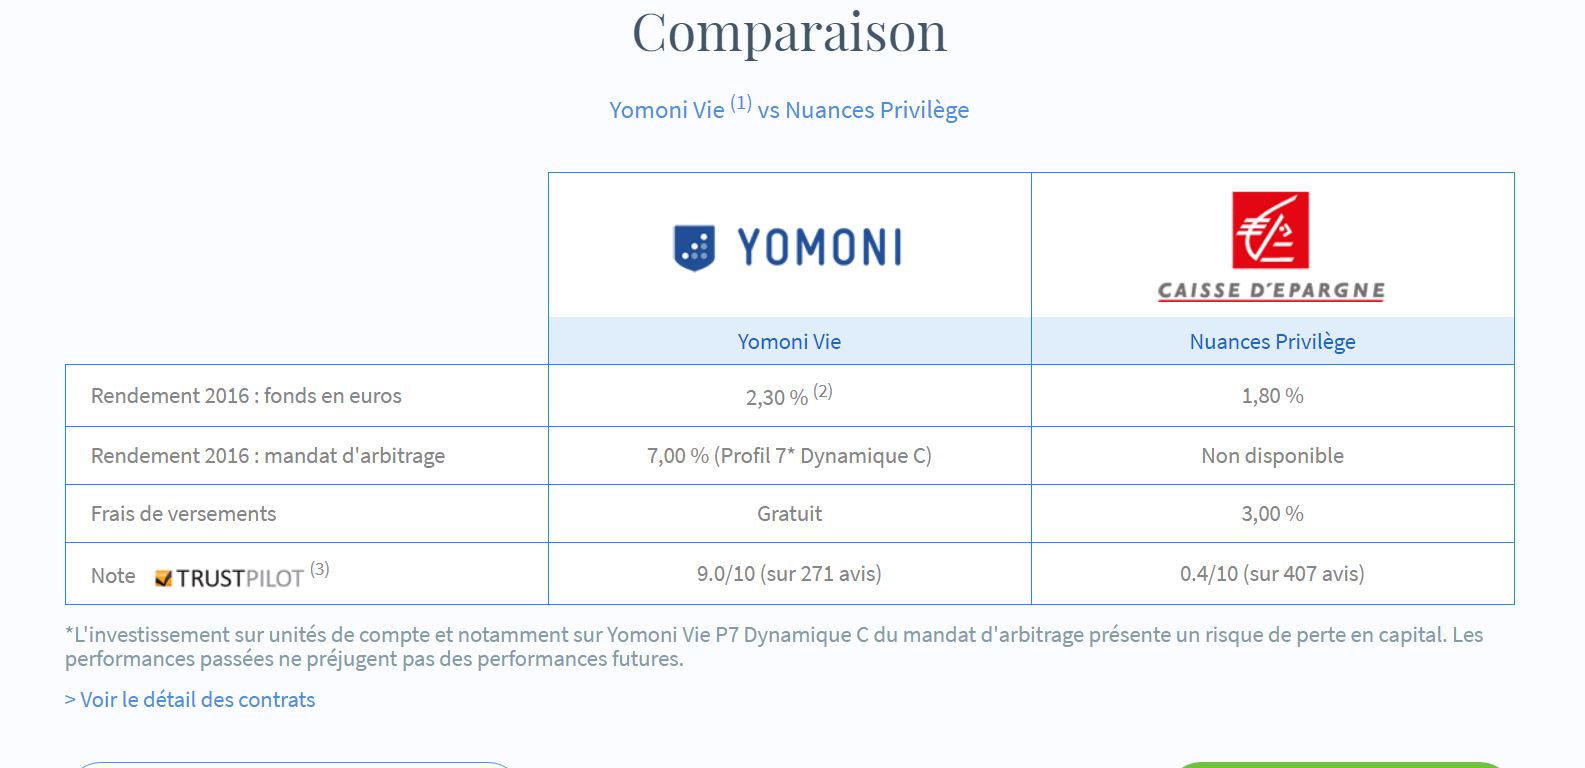 Comparaison
Yomoni Vie (1) vs Nuances Privilège
YOMONI
CAISSE D'EPARGNE
Yomoni Vie Nuances Privilège
Rendement 2016 : fonds en euros 2,30 % (2) 1,80 %
Rendement 2016 : mandat d'arbitrage 7,00 % (Profil 7* Dynamique C) Non disponible
Frais de versements Gratuit 3,00 %
Note TRUSTPILOT (3) 9.0/10 (sur 271 avis) 0.4/10 (sur 407 avis)
*L'investissement sur unités de compte et notamment sur Yomoni Vie P7 Dynamique C du mandat d'arbitrage présente un risque de perte en capital. Les
performances passées ne préjugent pas des performances futures.
> Voir le détail des contrats